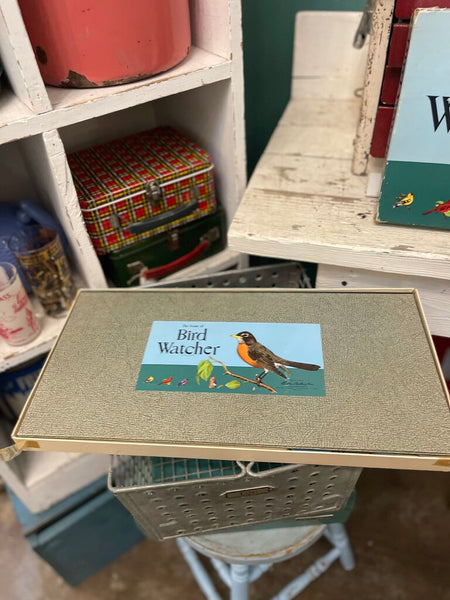 The Game of
Bird
Watcher
W